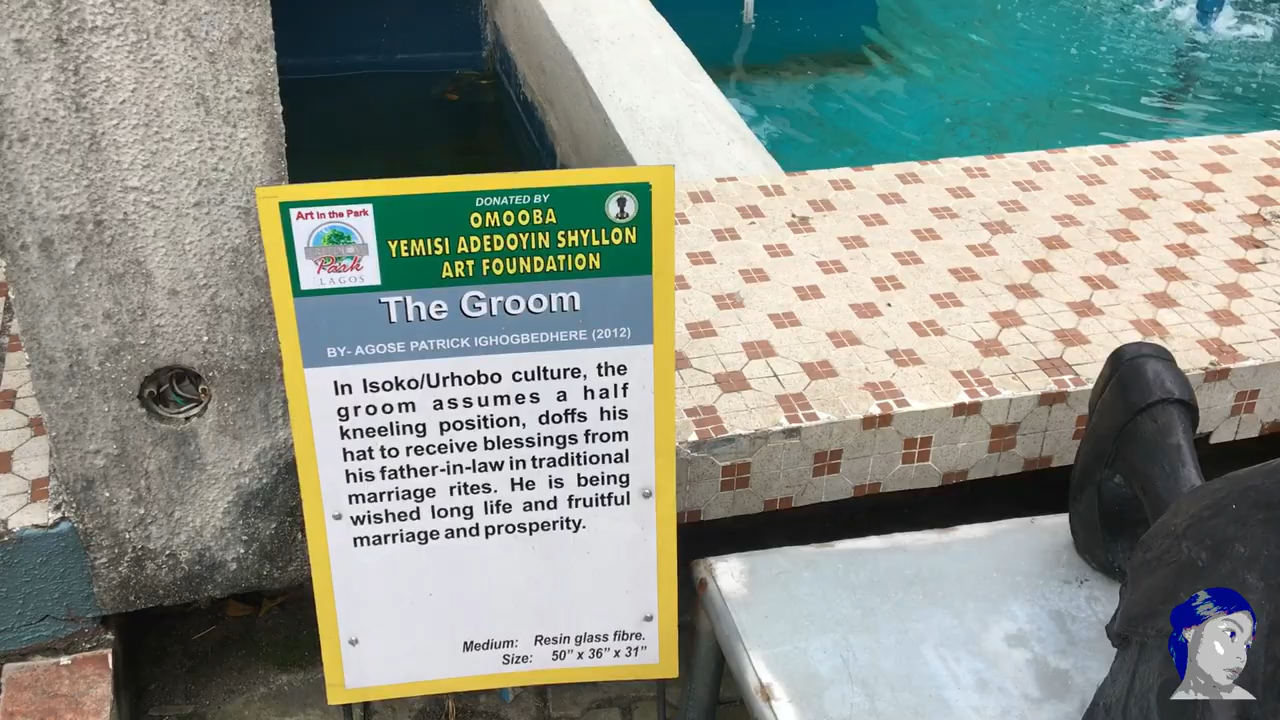 Art in the Park
Park
LAGOS
DONATED BY
OMOOBA
YEMISI ADEDOYIN SHYLLON
ART FOUNDATION
The Groom
BY- AGOSE PATRICK IGHOGBEDHERE (2012)
In Isoko/Urhobo culture, the
groom assumes a half
kneeling position, doffs his
hat to receive blessings from
his father-in-law in traditional
marriage rites. He is being
wished long life and fruitful
marriage and prosperity.
Medium: Resin glass fibre.
Size: 50” x 36” x 31”